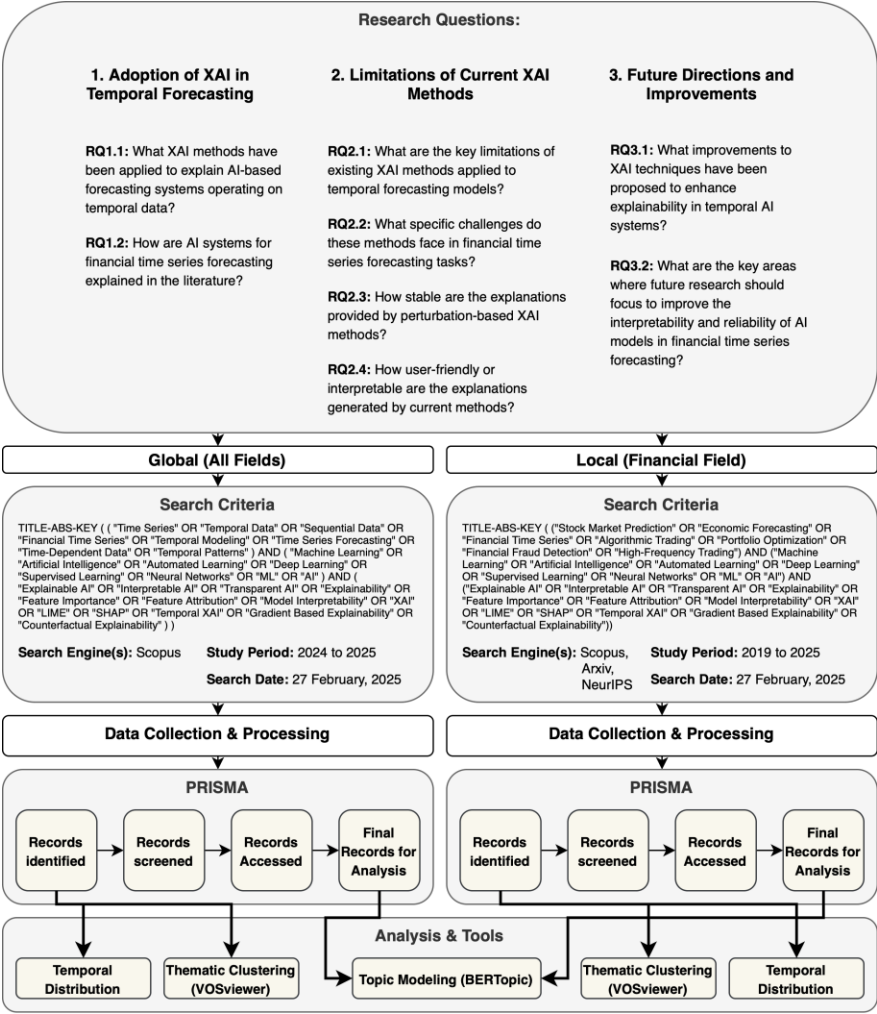 Research Questions:
1. Adoption of XAI in
Temporal Forecasting
RQ1.1: What XAI methods have
been applied to explain AI-based
forecasting systems operating on
temporal data?
RQ1.2: How are AI systems for
financial time series forecasting
explained in the literature?
2. Limitations of Current XAI
Methods
RQ2.1: What are the key limitations of
existing XAI methods applied to
temporal forecasting models?
RQ2.2: What specific challenges do
these methods face in financial time
series forecasting tasks?
RQ2.3: How stable are the explanations
provided by perturbation-based XAI
methods?
RQ2.4: How user-friendly or
interpretable are the explanations
generated by current methods?
3. Future Directions and
Improvements
RQ3.1: What improvements to
XAI techniques have been
proposed to enhance
explainability in temporal AI
systems?
RQ3.2: What are the key areas
where future research should
focus to improve the
interpretability and reliability of AI
models in financial time series
forecasting?
Global (All Fields)
Search Criteria
TITLE-ABS-KEY ( ( "Time Series" OR "Temporal Data" OR "Sequential Data" OR
"Financial Time Series" OR "Temporal Modeling" OR "Time Series Forecasting" OR
"Time-Dependent Data" OR "Temporal Patterns" ) AND ( "Machine Learning" OR
"Artificial Intelligence" OR "Automated Learning" OR "Deep Learning" OR
"Supervised Learning" OR "Neural Networks" OR "ML" OR "AI" ) AND (
"Explainable AI" OR "Interpretable AI" OR "Transparent AI" OR "Explainability" OR
"Feature Importance" OR "Feature Attribution" OR "Model Interpretability" OR "XAI"
OR "LIME" OR "SHAP" OR "Temporal XAI" OR "Gradient Based Explainability" OR
"Counterfactual Explainability" ) )
Search Engine(s): Scopus
Study Period: 2024 to 2025
Search Date: 27 February, 2025
Local (Financial Field)
Search Criteria
TITLE-ABS-KEY ( ("Stock Market Prediction" OR "Economic Forecasting" OR
"Financial Time Series" OR "Algorithmic Trading" OR "Portfolio Optimization" OR
"Financial Fraud Detection" OR "High-Frequency Trading") AND ("Machine
Learning" OR "Artificial Intelligence" OR "Automated Learning" OR "Deep Learning"
OR "Supervised Learning" OR "Neural Networks" OR "ML" OR "AI") AND
("Explainable AI" OR "Interpretable AI" OR "Transparent AI" OR "Explainability" OR
"Feature Importance" OR "Feature Attribution" OR "Model Interpretability" OR "XAI"
OR "LIME" OR "SHAP" OR "Temporal XAI" OR "Gradient Based Explainability" OR
"Counterfactual Explainability"))
Search Engine(s): Scopus,
Arxiv,
NeurIPS
Study Period: 2019 to 2025
Search Date: 27 February, 2025
Data Collection & Processing
Data Collection & Processing
PRISMA
Records
identified
Records
screened
Records
Accessed
Final
Records for
Analysis
PRISMA
Records
identified
Records
screened
Records
Accessed
Final
Records for
Analysis
Analysis & Tools
Temporal
Distribution
Thematic Clustering
(VOSviewer)
Topic Modeling (BERTopic)
Thematic Clustering
(VOSviewer)
Temporal
Distribution